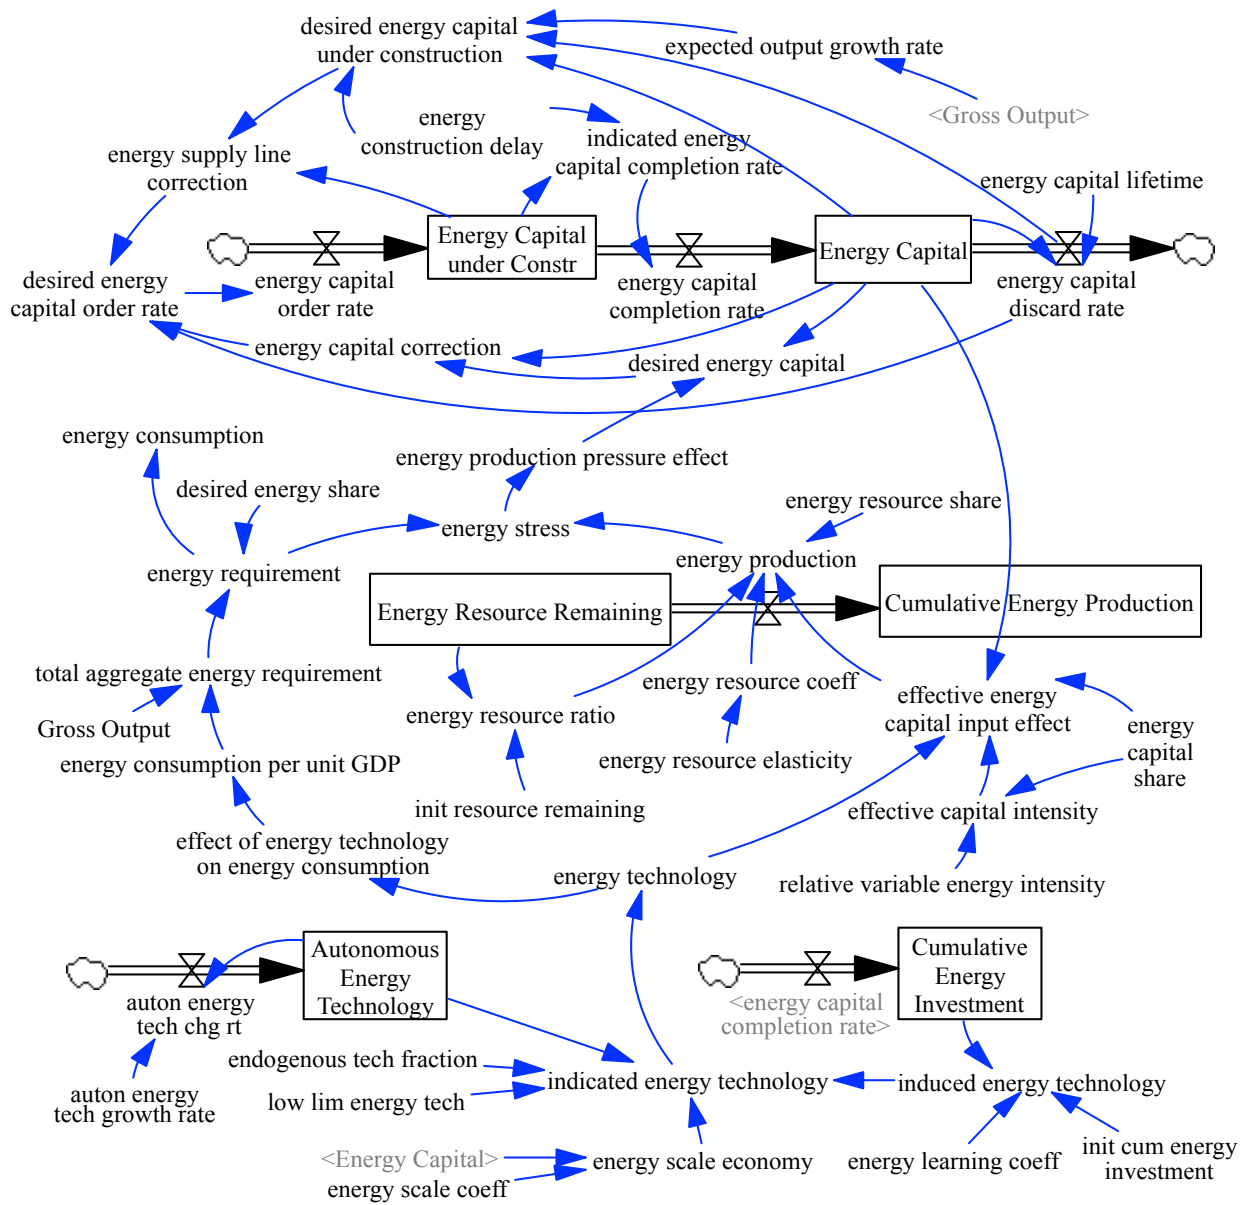 desired energy capital
under construction
expected output growth rate
<Gross Output>
energy
construction delay
indicated energy
capital completion rate
energy supply line
correction
energy capital lifetime
Energy Capital
under Constr
Energy Capital
desired energy
capital order rate
energy capital
order rate
energy capital
completion rate
energy capital
discard rate
energy capital correction
desired energy capital
energy consumption
energy production pressure effect
desired energy share
energy resource share
energy stress
energy production
energy requirement
Energy Resource Remaining
Cumulative Energy Production
total aggregate energy requirement
energy resource coeff
effective energy
capital input effect
energy resource ratio
Gross Output
energy
capital
share
energy consumption per unit GDP
energy resource elasticity
init resource remaining
effective capital intensity
effect of energy technology
on energy consumption
energy technology
relative variable energy intensity
Autonomous
Energy
Technology
Cumulative
Energy
Investment
auton energy
tech chg rt
<energy capital
completion rate>
endogenous tech fraction
indicated energy technology
induced energy technology
low lim energy tech
auton energy
tech growth rate
<Energy Capital>
energy scale economy
energy scale coeff
energy learning coeff
init cum energy
investment